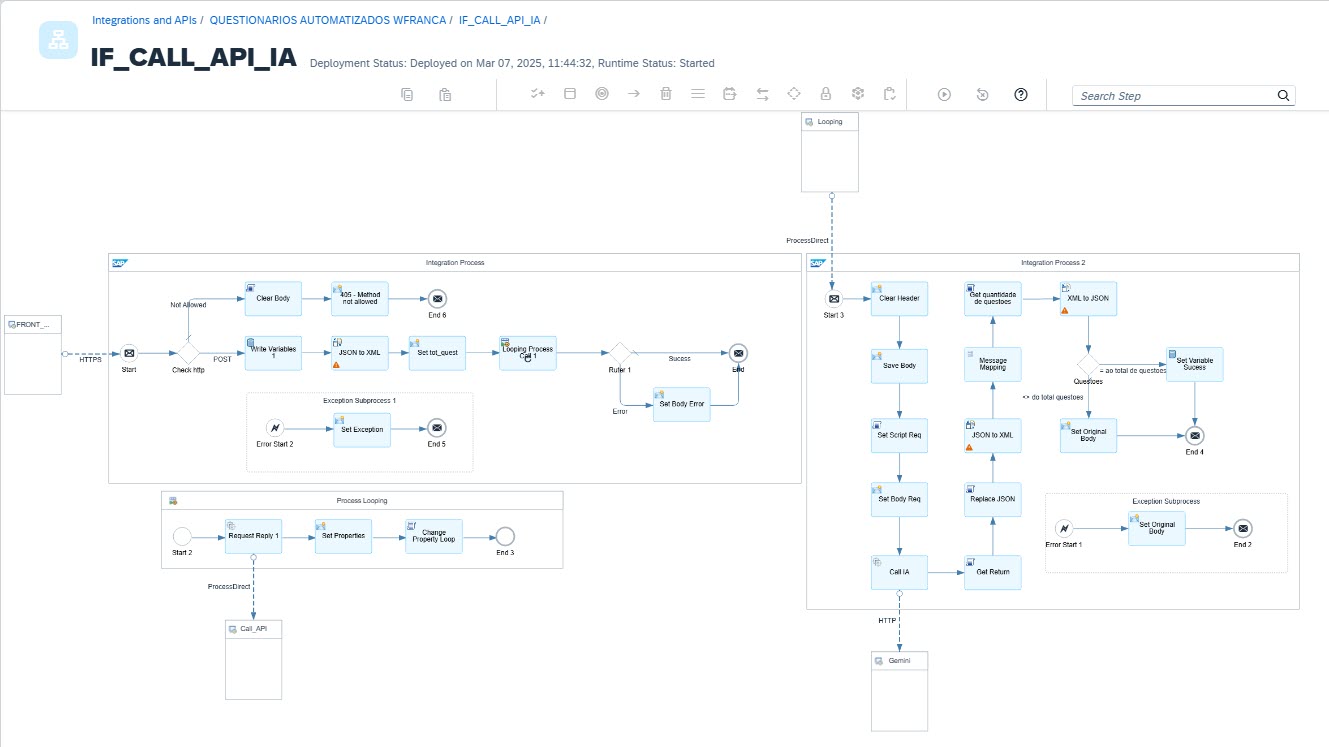 Integrations and APIs / QUESTIONARIOS AUTOMATIZADOS WFRANCA / IF_CALL_API_IA /
IF_CALL_API_IA
Deployment Status: Deployed on Mar 07, 2025, 11:44:32, Runtime Status: Started
Search Step
Looping
ProcessDirect
SAP
Integration Process
Not Allowed
Clear Body
405 - Method
not allowed
End 6
FRONT_...
HTTPS
Start
Check http
POST
Write Variables
1
JSON to XML
Set tot_quest
Looping Process
Call 1
Ruter 1
Sucess
End
Error
Set Body Error
Exception Subprocess 1
Error Start 2
Set Exception
End 5
Process Looping
Start 2
Request Reply 1
Set Properties
Change
Property Loop
End 3
ProcessDirect
Call_API
SAP
Integration Process 2
Start 3
Clear Header
Save Body
Set Script Req
Set Body Req
Call IA
Get Return
Replace JSON
JSON to XML
Message
Mapping
Get quantidade
de questoes
XML to JSON
Questoes
= ao total de questoes
Set Variable
Sucess
<> do total questoes
Set Original
Body
End 4
Exception Subprocess
Error Start 1
Set Original
Body
End 2
HTTP
Gemini